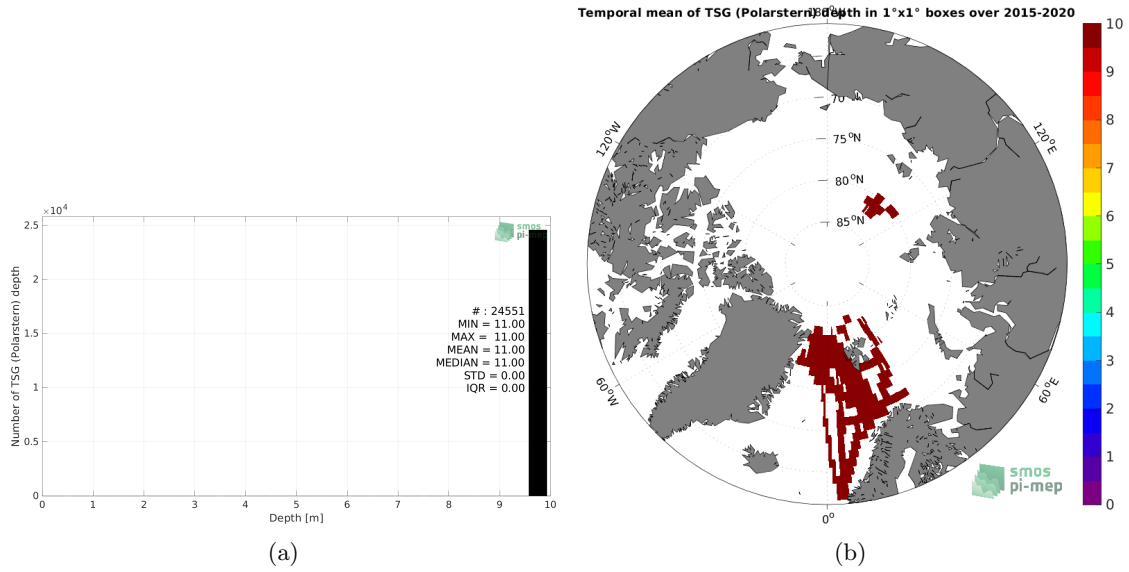 ×10⁴
2.5
2
1.5
1
0.5
0
0 1 2 3 4 5 6 7 8 9 10
Number of TSG (Polarstern) depth
Depth [m]
smos
pi-mep
# : 24551
MIN = 11.00
MAX = 11.00
MEAN = 11.00
MEDIAN = 11.00
STD = 0.00
IQR = 0.00
(a)
Temporal mean of TSG (Polarstern) depth in 1°x1° boxes over 2015-2020
180°W
120°W
120°E
60°W
60°E
0°
70°N
75°N
80°N
85°N
10
9
8
7
6
5
4
3
2
1
0
smos
pi-mep
(b)